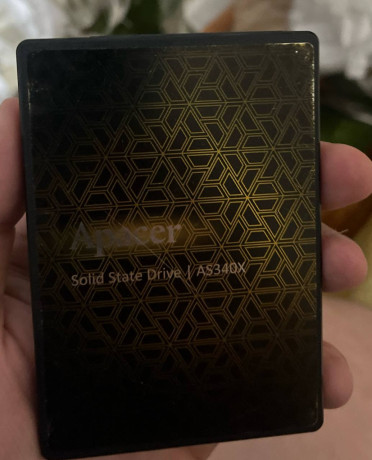 Apacer
Solid State Drive | AS340X